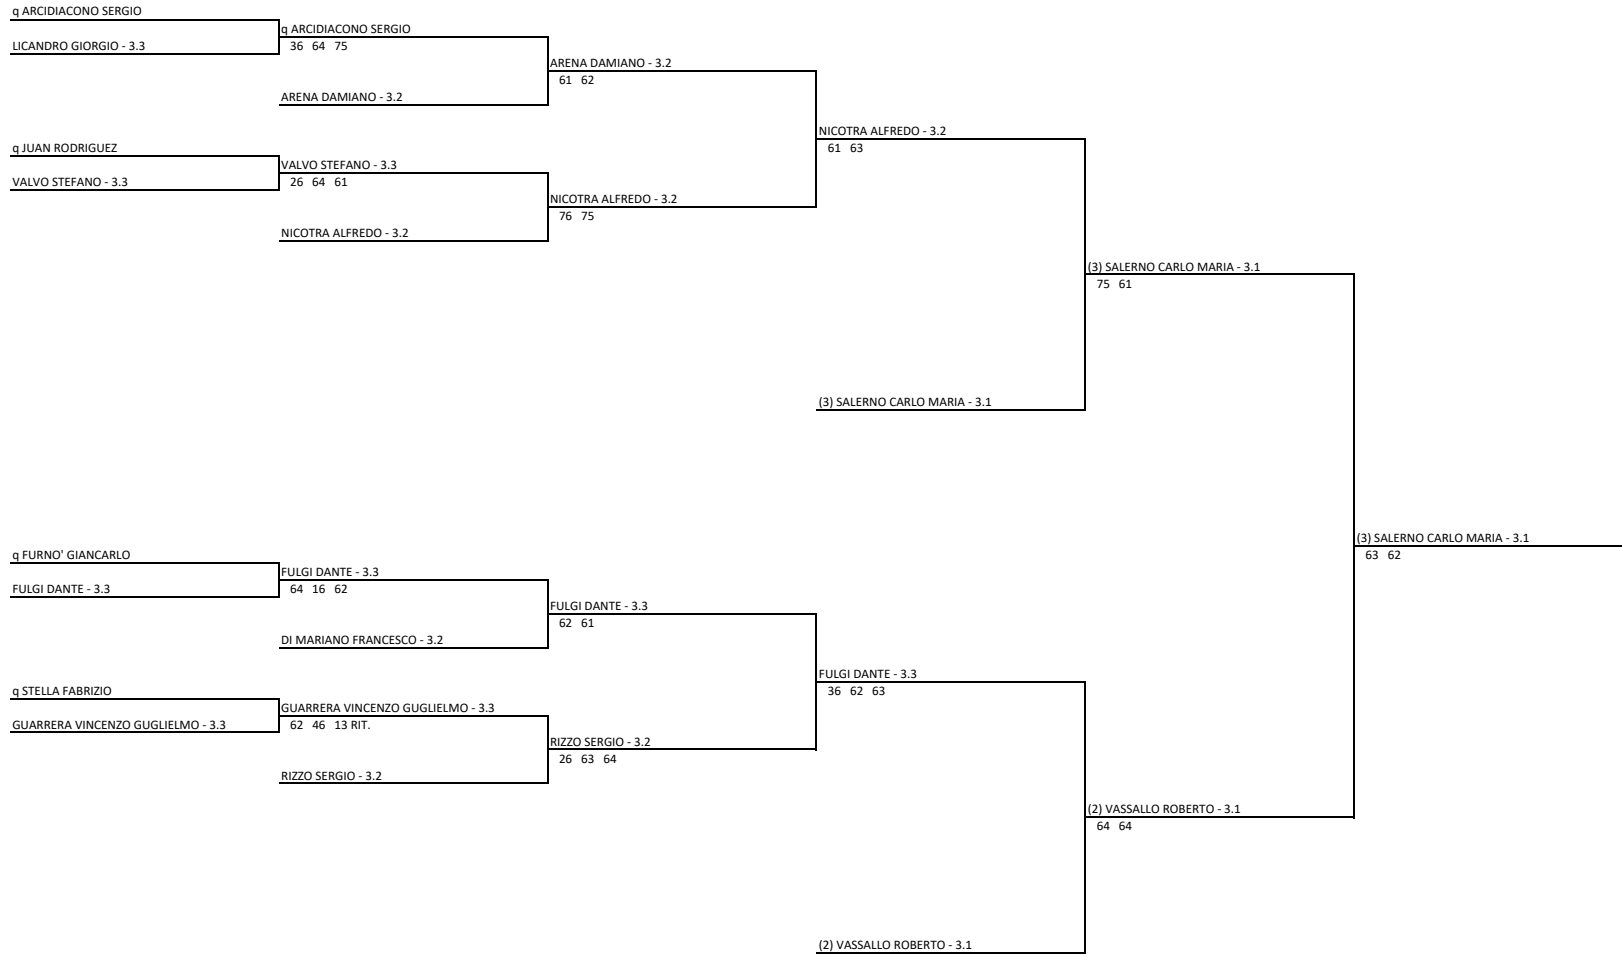 q ARCIDIACONO SERGIO
LICANDRO GIORGIO - 3.3
q JUAN RODRIGUEZ
VALVO STEFANO - 3.3
q FURNO' GIANCARLO
FULGI DANTE - 3.3
q STELLA FABRIZIO
GUARRERA VINCENZO GUGLIELMO - 3.3
q ARCIDIACONO SERGIO
36 64 75
ARENA DAMIANO - 3.2
VALVO STEFANO - 3.3
26 64 61
NICOTRA ALFREDO - 3.2
FULGI DANTE - 3.3
64 16 62
DI MARIANO FRANCESCO - 3.2
GUARRERA VINCENZO GUGLIELMO - 3.3
62 46 13 RIT.
RIZZO SERGIO - 3.2
ARENA DAMIANO - 3.2
61 62
NICOTRA ALFREDO - 3.2
76 75
FULGI DANTE - 3.3
62 61
RIZZO SERGIO - 3.2
26 63 64
NICOTRA ALFREDO - 3.2
61 63
(3) SALERNO CARLO MARIA - 3.1
FULGI DANTE - 3.3
36 62 63
(2) VASSALLO ROBERTO - 3.1
(3) SALERNO CARLO MARIA - 3.1
75 61
(2) VASSALLO ROBERTO - 3.1
64 64
(3) SALERNO CARLO MARIA - 3.1
63 62